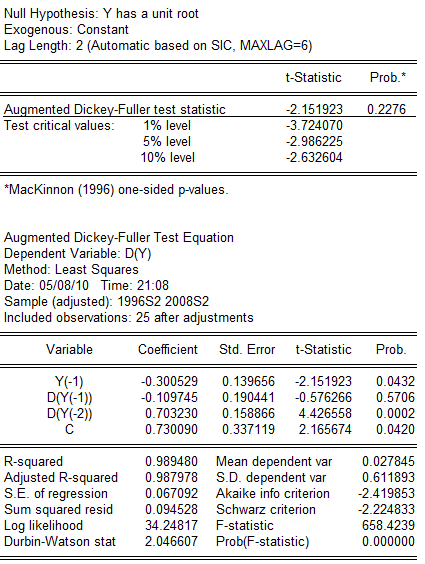 Null Hypothesis: Y has a unit root
Exogenous: Constant
Lag Length: 2 (Automatic based on SIC, MAXLAG=6)
t-Statistic Prob.*
Augmented Dickey-Fuller test statistic -2.151923 0.2276
Test critical values: 1% level -3.724070
5% level -2.986225
10% level -2.632604
*MacKinnon (1996) one-sided p-values.
Augmented Dickey-Fuller Test Equation
Dependent Variable: D(Y)
Method: Least Squares
Date: 05/08/10 Time: 21:08
Sample (adjusted): 1996S2 2008S2
Included observations: 25 after adjustments
Variable Coefficient Std. Error t-Statistic Prob.
Y(-1) -0.300529 0.139656 -2.151923 0.0432
D(Y(-1)) -0.109745 0.190441 -0.576266 0.5706
D(Y(-2)) 0.703230 0.158866 4.426558 0.0002
C 0.730090 0.337119 2.165674 0.0420
R-squared 0.989480 Mean dependent var 0.027845
Adjusted R-squared 0.987978 S.D. dependent var 0.611893
S.E. of regression 0.067092 Akaike info criterion -2.419853
Sum squared resid 0.094528 Schwarz criterion -2.224833
Log likelihood 34.24817 F-statistic 658.4239
Durbin-Watson stat 2.046607 Prob(F-statistic) 0.000000